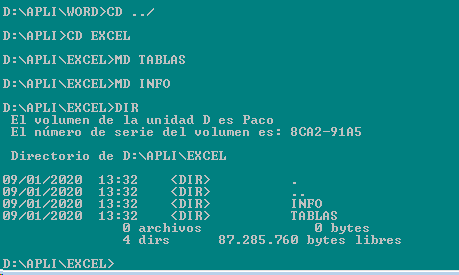 D:\APLI\WORD>CD ../
D:\APLI>CD EXCEL
D:\APLI\EXCEL>MD TABLAS
D:\APLI\EXCEL>MD INFO
D:\APLI\EXCEL>DIR
El volumen de la unidad D es Paco
El número de serie del volumen es: 8CA2-91A5
Directorio de D:\APLI\EXCEL
09/01/2020  13:32    <DIR>          .
09/01/2020  13:32    <DIR>          ..
09/01/2020  13:32    <DIR>          INFO
09/01/2020  13:32    <DIR>          TABLAS
0 archivos              0 bytes
4 dirs      87.285.760 bytes libres
D:\APLI\EXCEL>